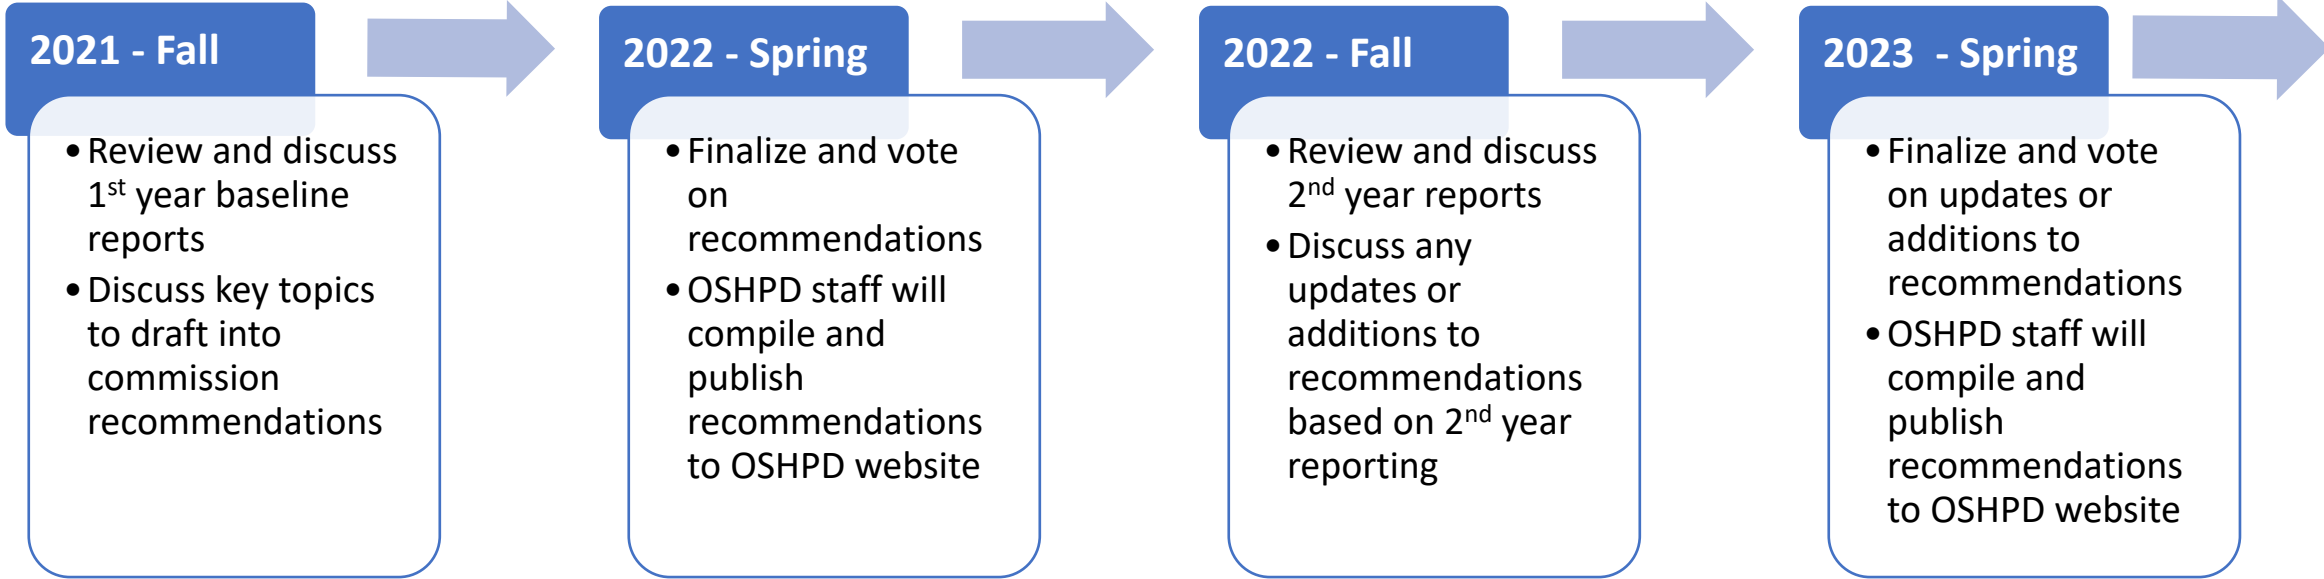 2021 - Fall
• Review and discuss
1st year baseline
reports
• Discuss key topics
to draft into
commission
recommendations
2022 - Spring
• Finalize and vote
on
recommendations
• OSHPD staff will
compile and
publish
recommendations
to OSHPD website
2022 - Fall
• Review and discuss
2nd year reports
• Discuss any
updates or
additions to
recommendations
based on 2nd year
reporting
2023 - Spring
• Finalize and vote
on updates or
additions to
recommendations
• OSHPD staff will
compile and
publish
recommendations
to OSHPD website